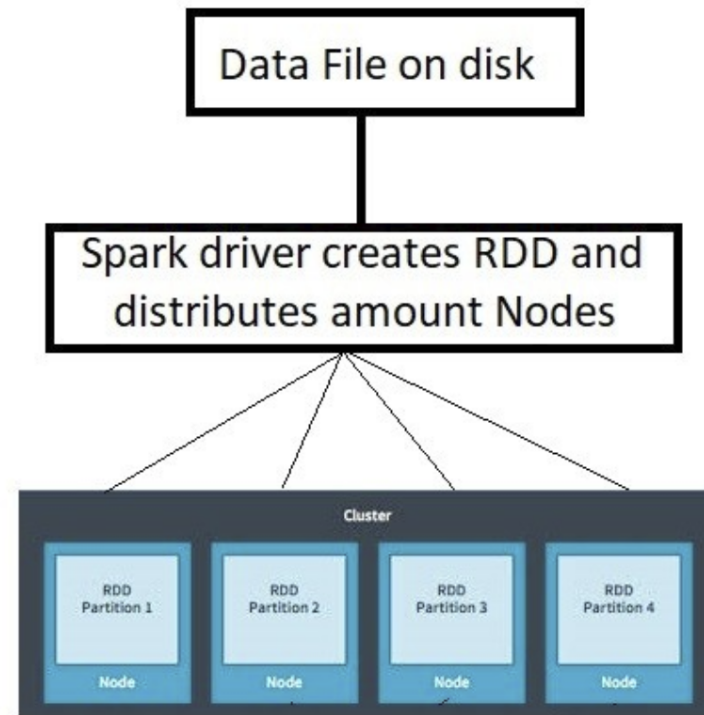 Data File on disk
Spark driver creates RDD and
distributes amount Nodes
Cluster
RDD
Partition 1
RDD
Partition 2
RDD
Partition 3
RDD
Partition 4
Node
Node
Node
Node